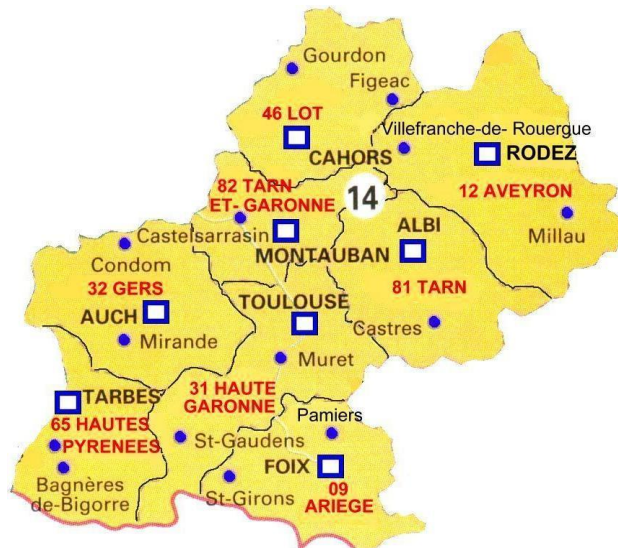 Gourdon
Figeac
46 LOT
Villefranche-de- Rouergue
CAHORS
RODEZ
82 TARN
ET- GARONNE
14
12 AVEYRON
Castelsarrasin
ALBI
Millau
MONTAUBAN
Condom
32 GERS
81 TARN
TOULOUSE
AUCH
Castres
Mirande
Muret
TARBES
31 HAUTE
GARONNE
65 HAUTES
PYRENEES
Pamiers
St-Gaudens
FOIX
Bagnères
de-Bigorre
St-Girons
09
ARIEGE